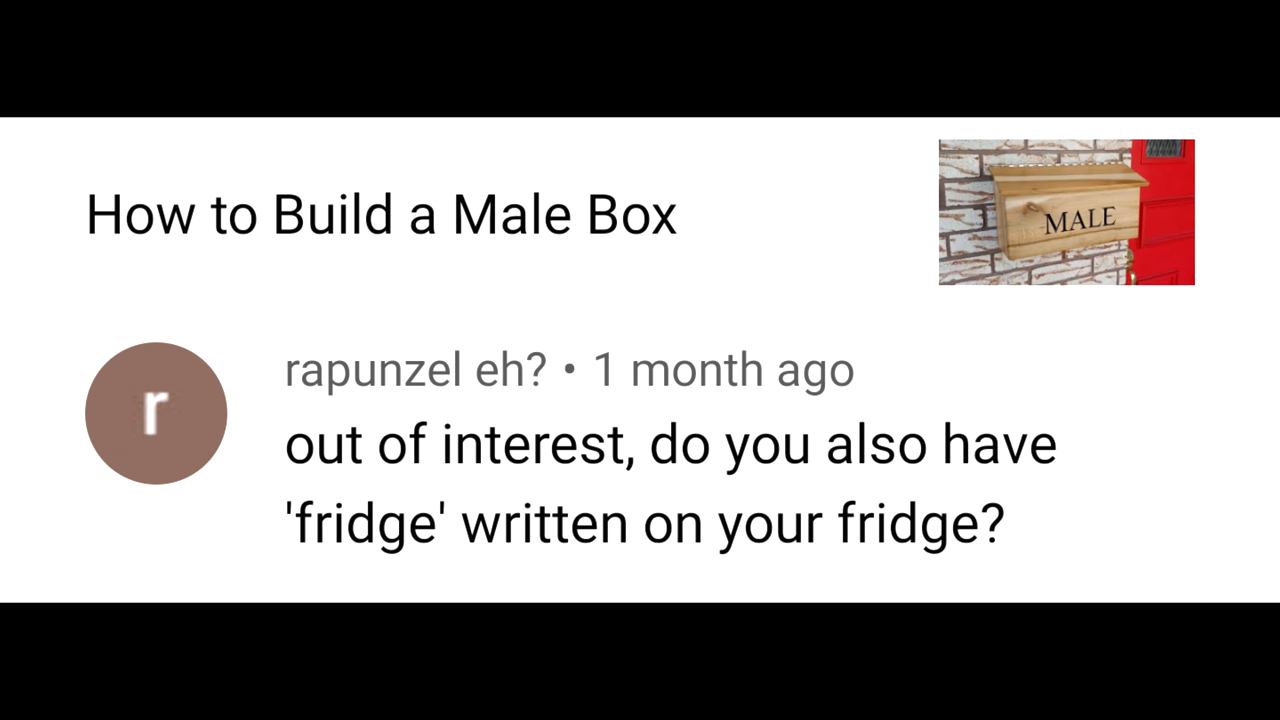 How to Build a Male Box
MALE
r
rapunzel eh? • 1 month ago
out of interest, do you also have
'fridge' written on your fridge?